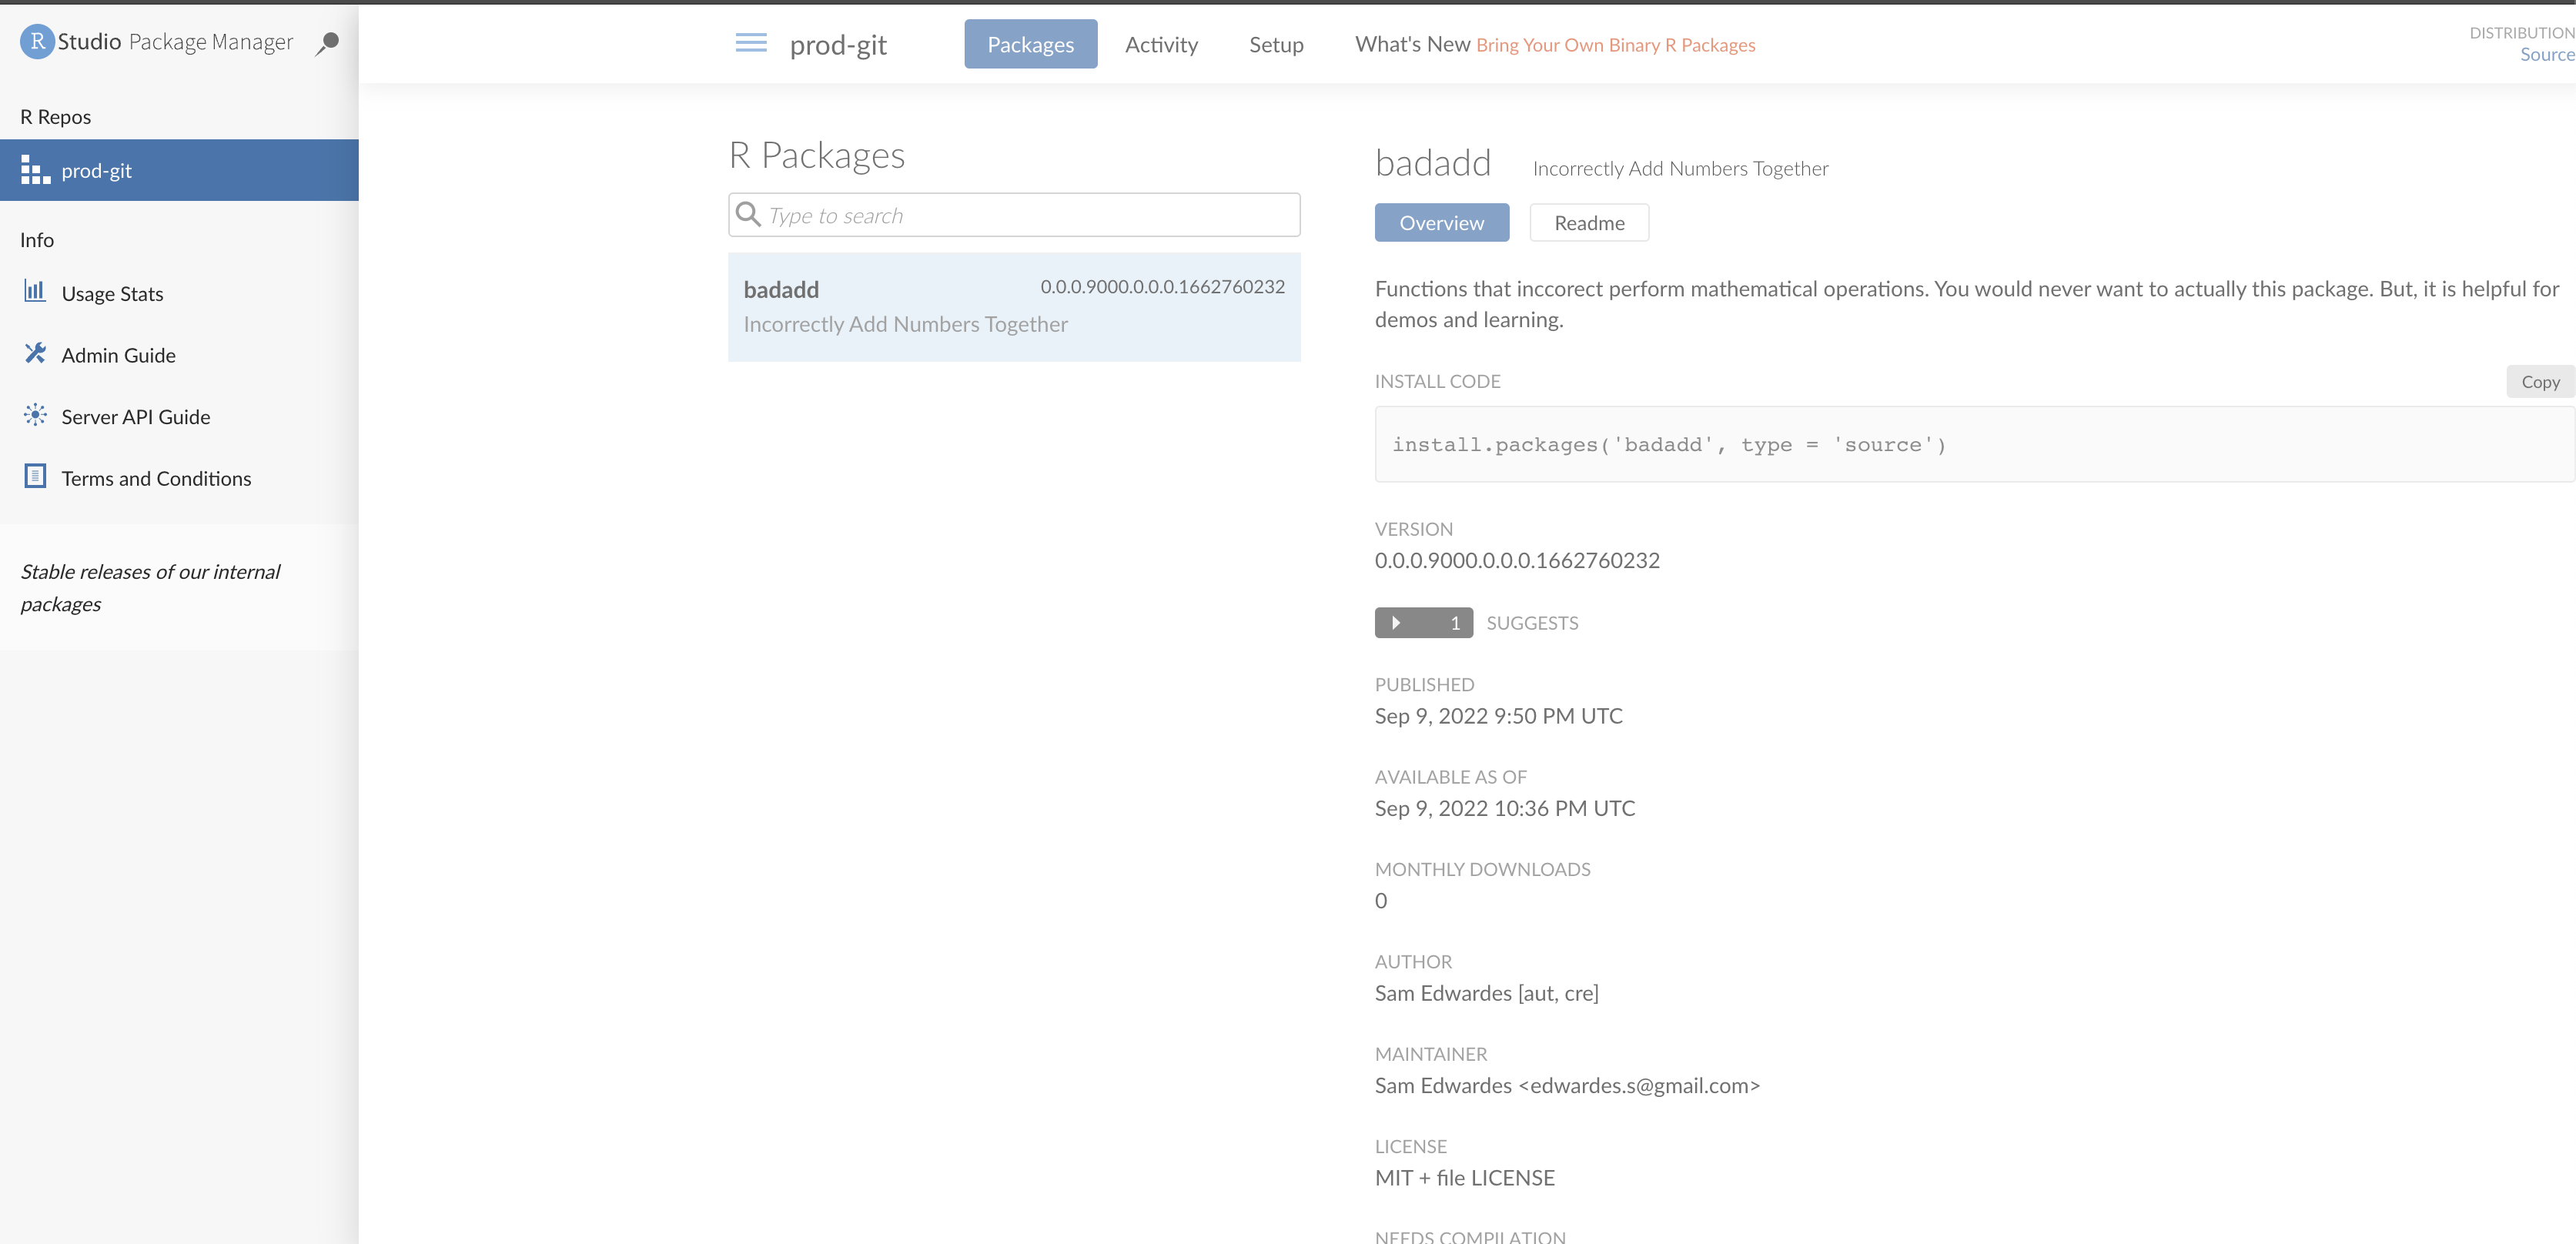 RStudio Package Manager
R Repos
prod-git
Info
Usage Stats
Admin Guide
Server API Guide
Terms and Conditions
Stable releases of our internal
packages
prod-git
Packages
Activity
Setup
What's New Bring Your Own Binary R Packages
DISTRIBUTION
Source
R Packages
Type to search
badadd 0.0.0.9000.0.0.0.1662760232
Incorrectly Add Numbers Together
badadd Incorrectly Add Numbers Together
Overview
Readme
Functions that inccorect perform mathematical operations. You would never want to actually this package. But, it is helpful for
demos and learning.
INSTALL CODE
Copy
install.packages('badadd', type = 'source')
VERSION
0.0.0.9000.0.0.0.1662760232
1 SUGGESTS
PUBLISHED
Sep 9, 2022 9:50 PM UTC
AVAILABLE AS OF
Sep 9, 2022 10:36 PM UTC
MONTHLY DOWNLOADS
0
AUTHOR
Sam Edwardes [aut, cre]
MAINTAINER
Sam Edwardes <edwardes.s@gmail.com>
LICENSE
MIT + file LICENSE
NEEDS COMPILATION